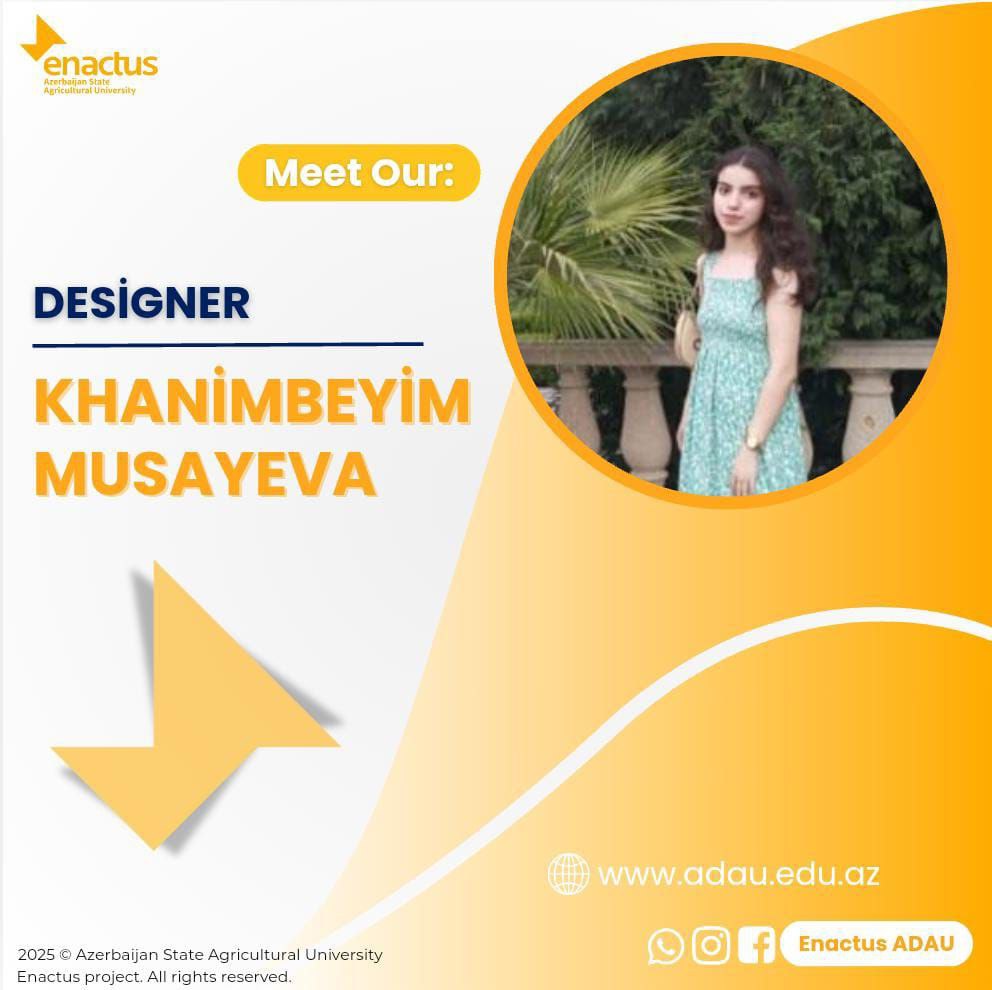 enactus
Azerbaijan State
Agricultural University
Meet Our:
DESİGNER
KHANİMBEYİM
MUSAYEVA
www.adau.edu.az
Enactus ADAU
2025 © Azerbaijan State Agricultural University
Enactus project. All rights reserved.